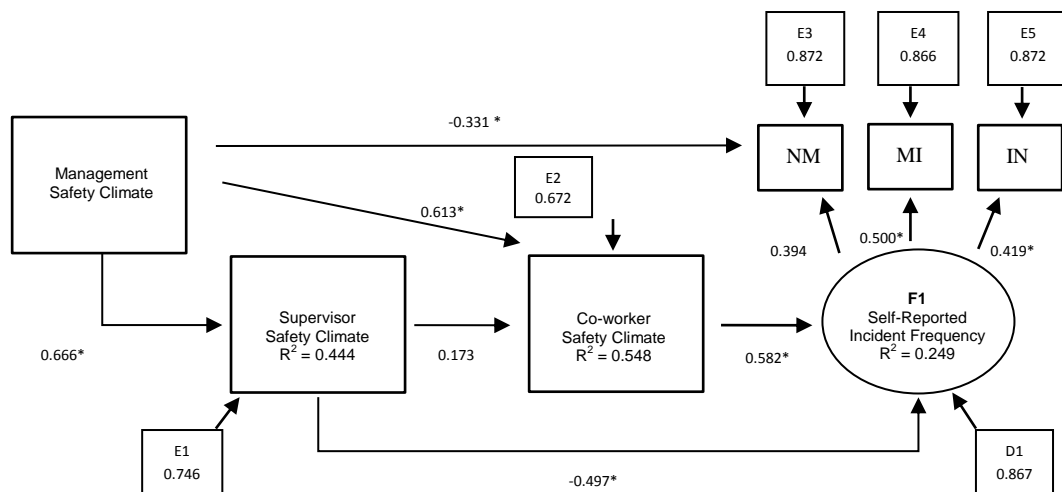 E3
0.872
E4
0.866
E5
0.872
-0.331 *
NM
MI
IN
Management
Safety Climate
E2
0.672
0.613*
0.394
0.500*
0.419*
F1
Self-Reported
Incident Frequency
R² = 0.249
Supervisor
Safety Climate
R² = 0.444
Co-worker
Safety Climate
R² = 0.548
0.666*
0.173
0.582*
E1
0.746
D1
0.867
-0.497*